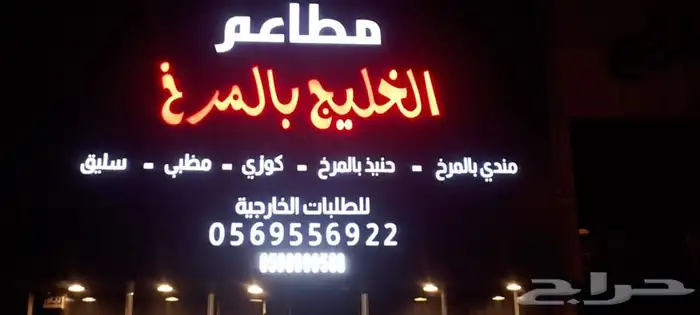 مطاعم
الخليج بالمرخ
مندي بالمرخ - حنيذ بالمرخ - كوزي - مظبي - سليق
للطلبات الخارجية
0569556922
حراج